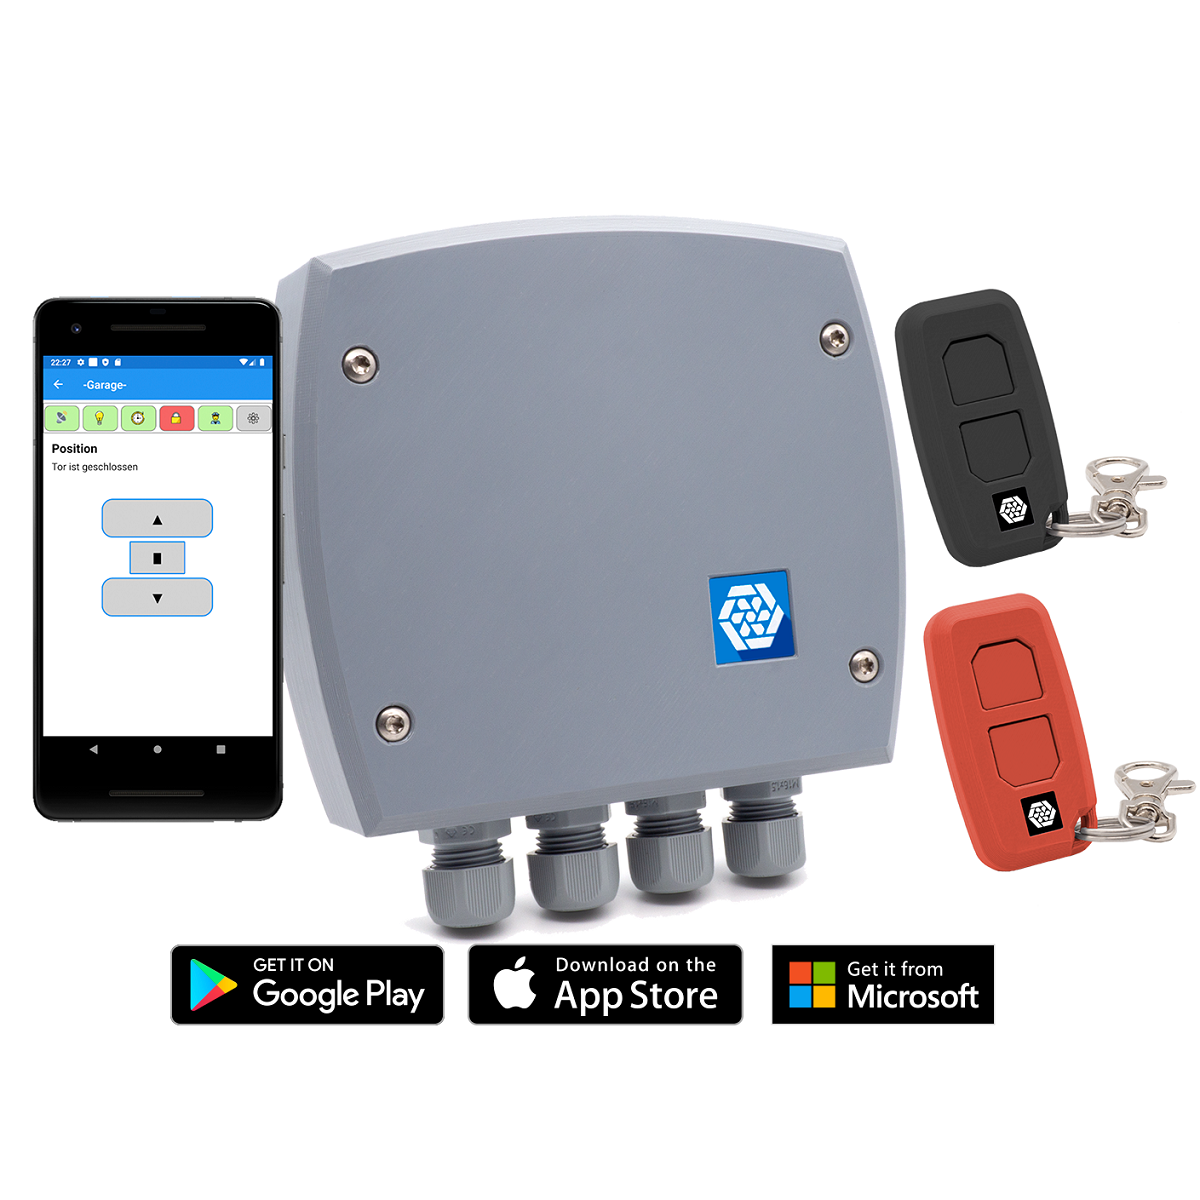 22:27
-Garage-
Position
Tor ist geschlossen
GET IT ON
Google Play
Download on the
App Store
Get it from
Microsoft